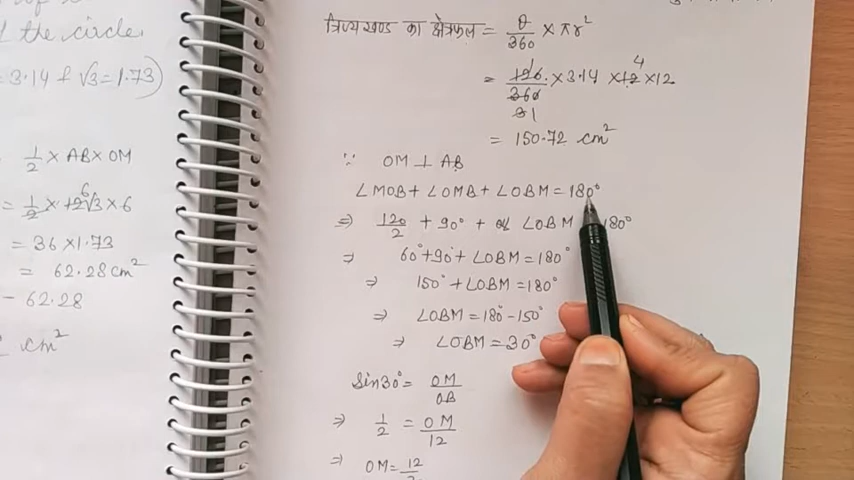 the circle.
= 3.14 & √3 = 1.73)
1/2 × AB × OM
= 1/2 × 12√3 × 6
6
= 36 × 1.73
= 62.28 cm²
- 62.28
cm²
त्रिज्यखण्ड का क्षेत्रफल = θ/360 × πr²
= 120/360 × 3.14 × 12 × 12
4
31
= 150.72 cm²
∵ OM ⊥ AB
∠MOB + ∠OMB + ∠OBM = 180°
⇒ 120/2 + 90° + ∠OBM 180°
⇒ 60° + 90° + ∠OBM = 180°
⇒ 150° + ∠OBM = 180°
⇒ ∠OBM = 180° - 150°
⇒ ∠OBM = 30°
Sin30° = OM/OB
⇒ 1/2 = OM/12
⇒ OM = 12/